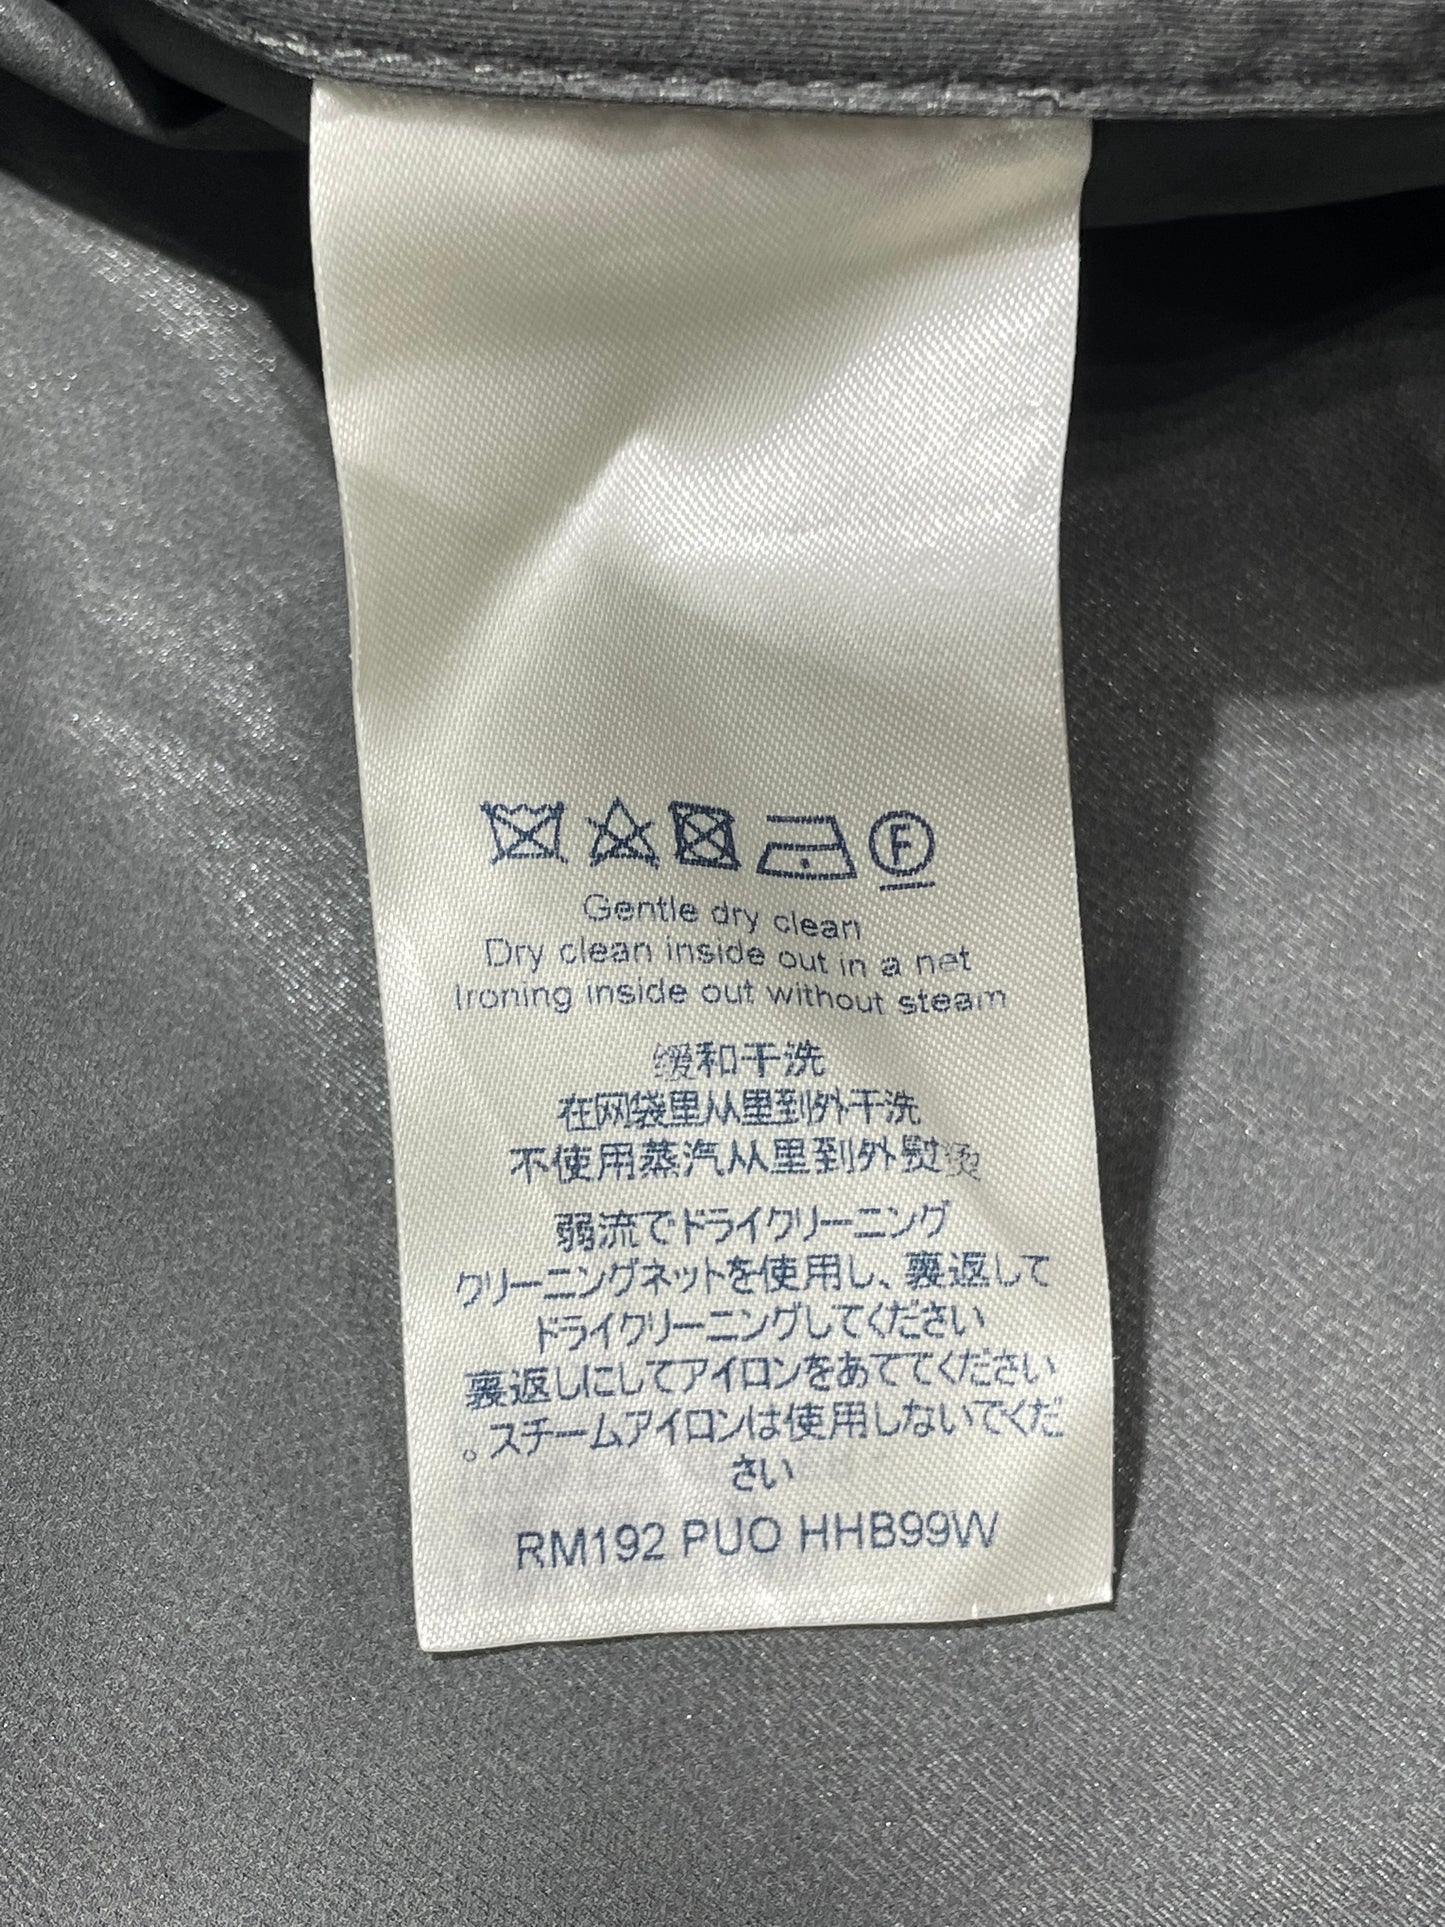 F
Gentle dry clean
Dry clean inside out in a net
Ironing inside out without steam
缓和干洗
在网袋里从里到外干洗
不使用蒸汽从里到外熨烫
弱流でドライクリーニング
クリーニングネットを使用し、裏返して
ドライクリーニングしてください
裏返しにしてアイロンをあててください
。スチームアイロンは使用しないでくだ
さい
RM192 PUO HHB99W